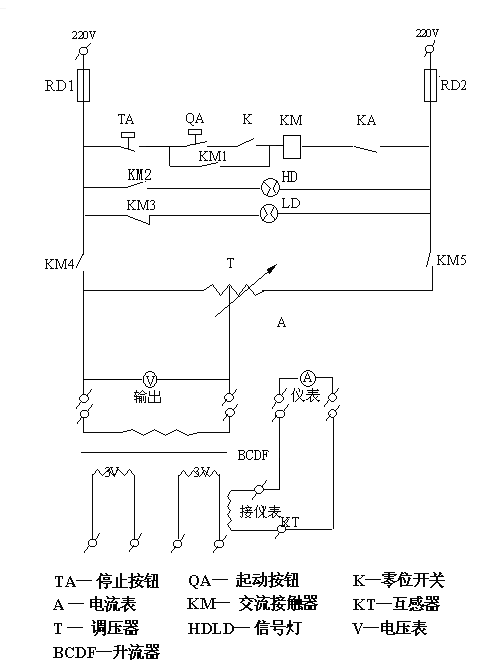 220V 220V
RD1 RD2
TA QA K KM KA
KM1
KM2 HD
KM3 LD
KM4 T KM5
A
V A
输出 仪表
BCDF
3V 3V
接仪表
KT
TA— 停止按钮 QA— 起动按钮 K—零位开关
A — 电流表 KM— 交流接触器 KT—互感器
T — 调压器 HDLD—信号灯 V—电压表
BCDF—升流器